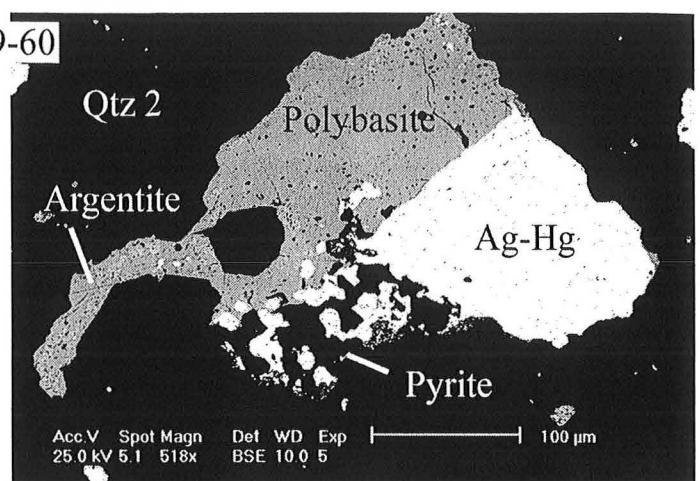 9-60
Qtz 2
Polybasite
Argentite
Ag-Hg
Pyrite
Acc.V Spot Magn Det WD Exp 100 µm
25.0 kV 5.1 518x BSE 10.0 5